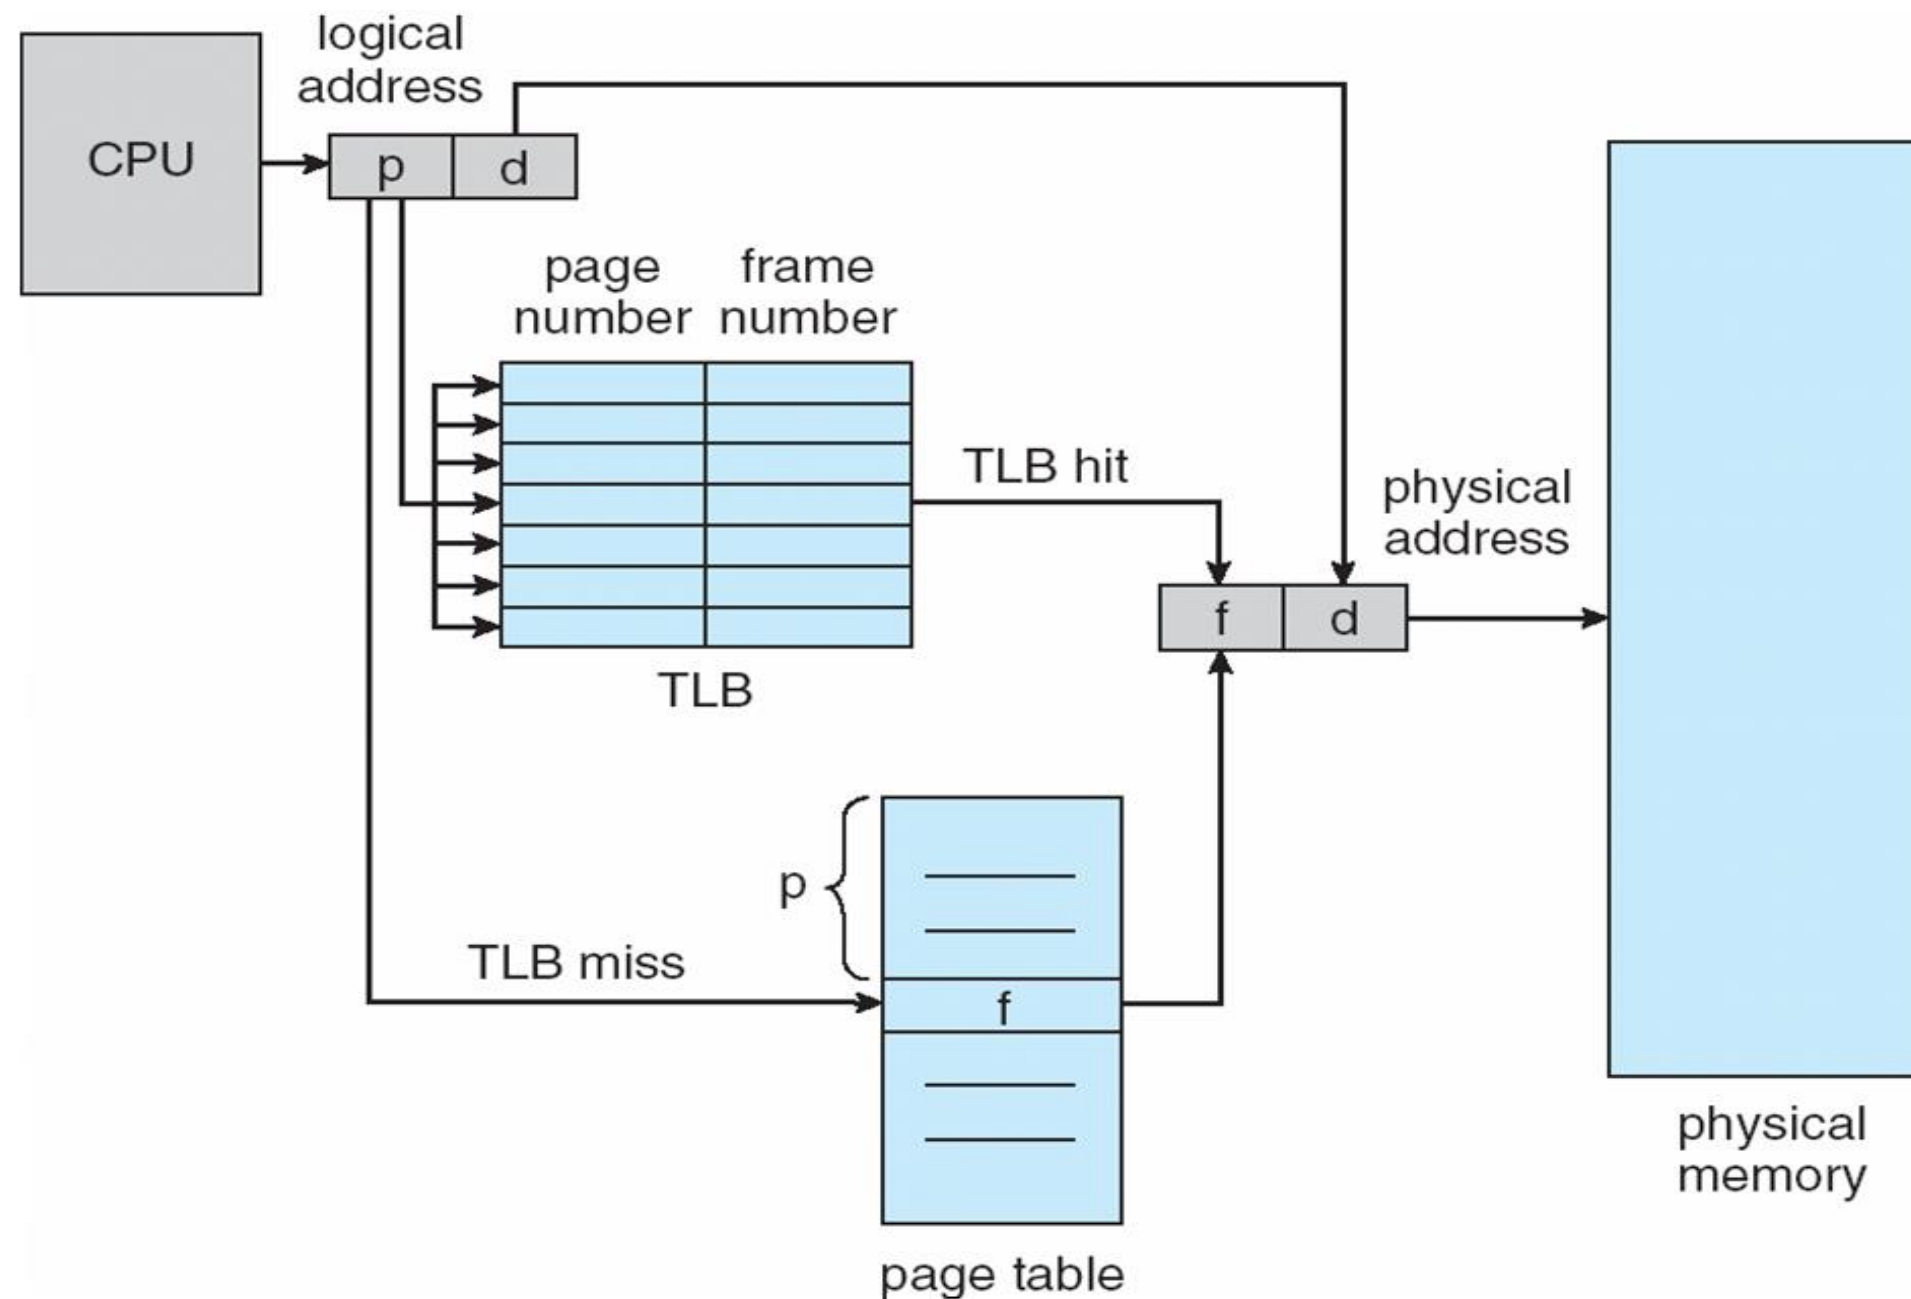 logical
address
CPU
p
d
page
number
frame
number
TLB hit
physical
address
f
d
TLB
p
TLB miss
f
physical
memory
page table